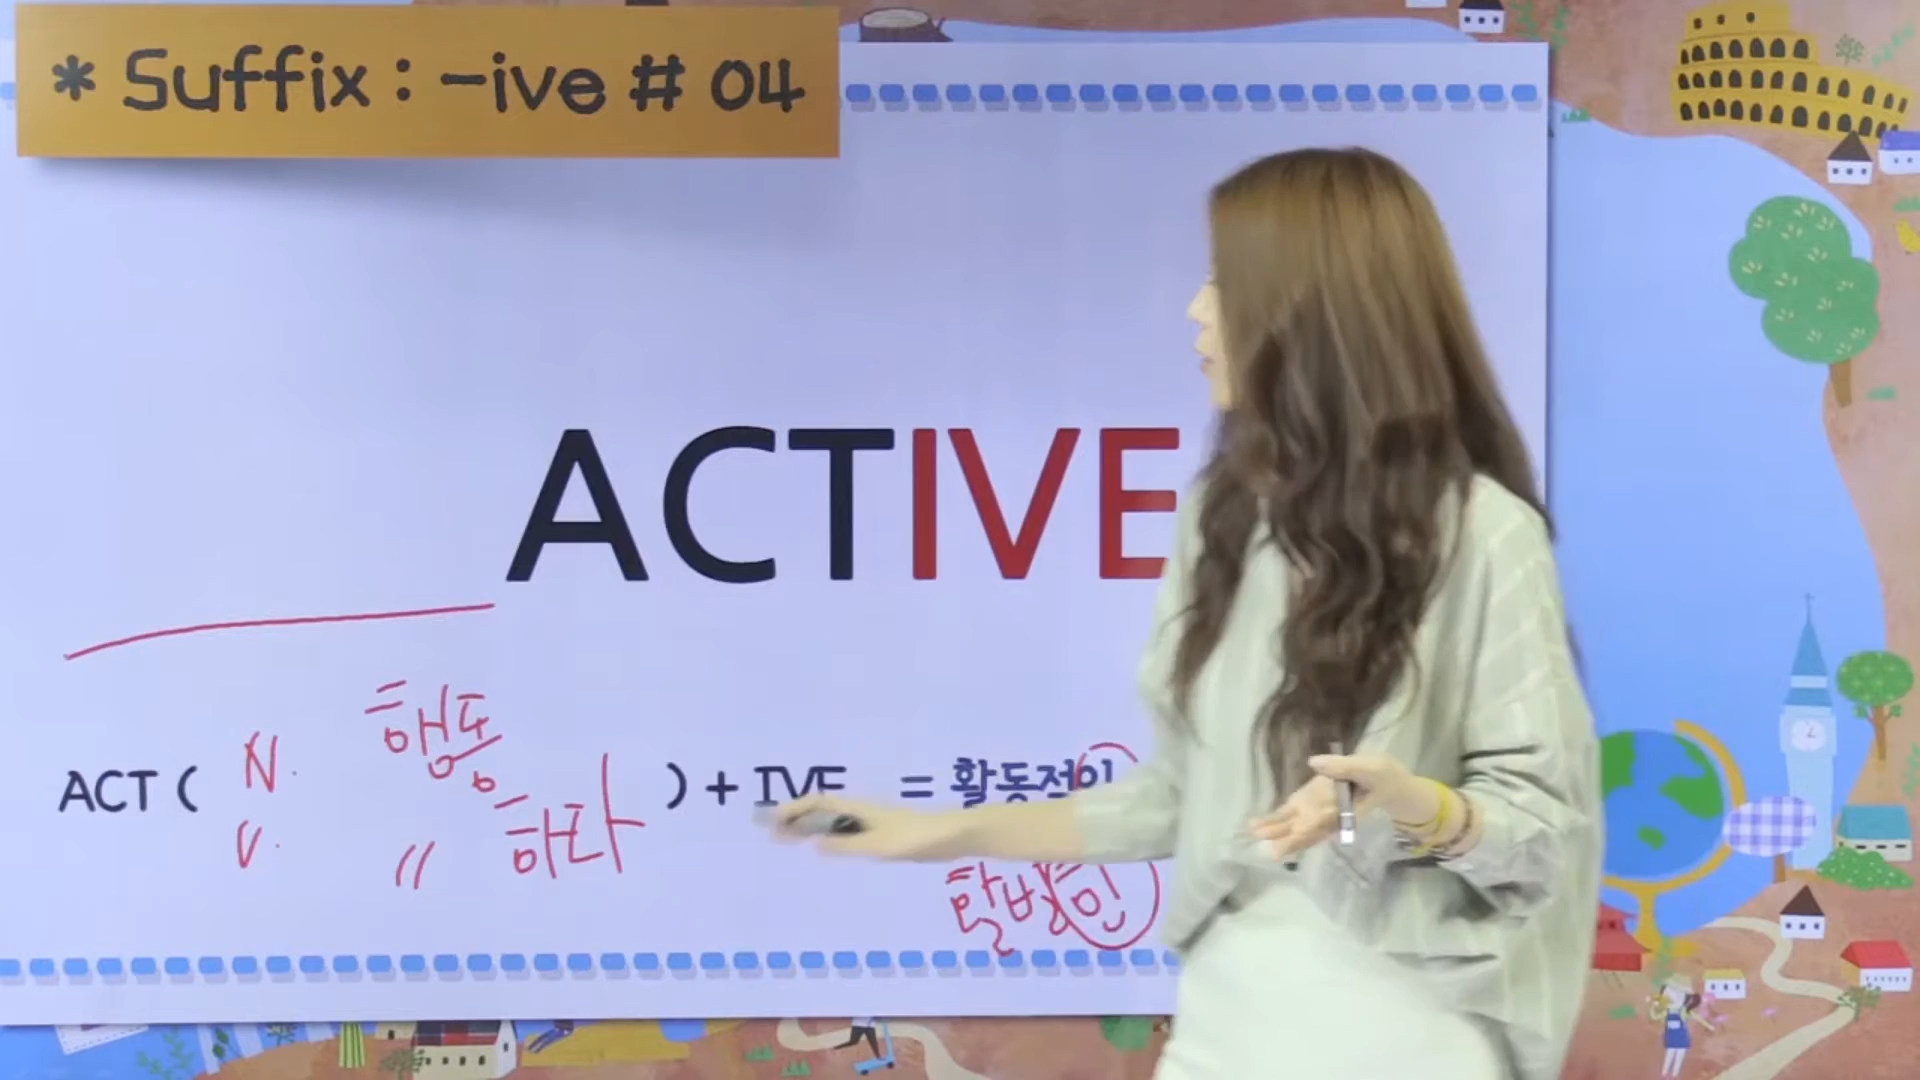 * Suffix : -ive # 04
ACTIVE
N. 행동
ACT ( ) + IVE = 활동적인
V. 〃 하다
활발한